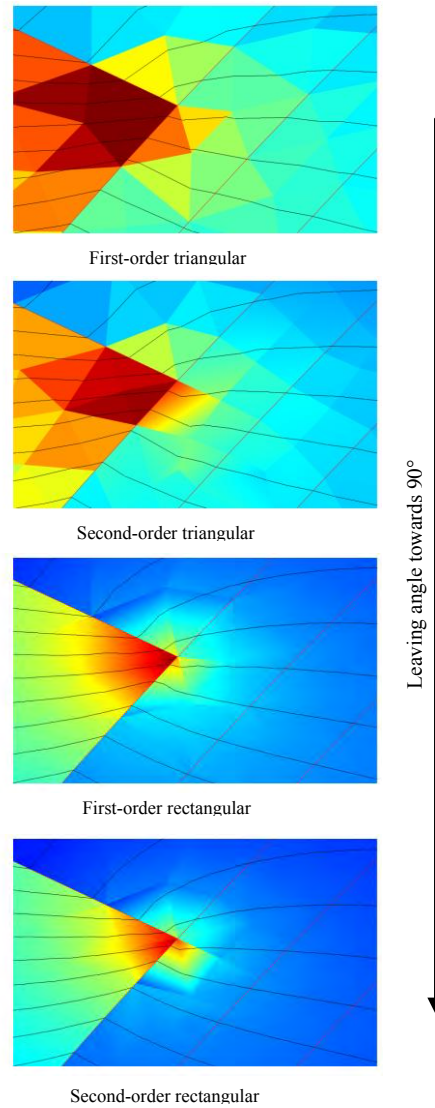 First-order triangular
Second-order triangular
First-order rectangular
Second-order rectangular
Leaving angle towards 90°